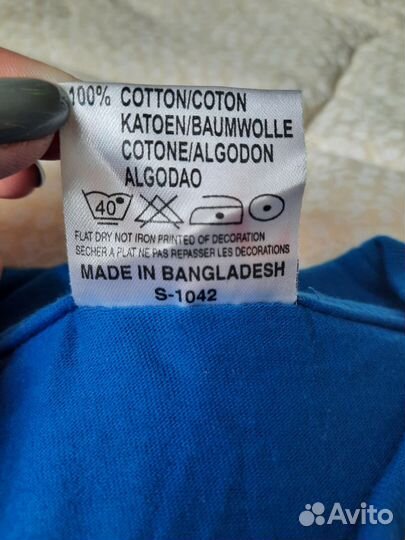 100% COTTON/COTON
KATOEN/BAUMWOLLE
COTONE/ALGODON
ALGODAO
40°
FLAT DRY NOT IRON PRINTED OF DECORATION
SECHER A PLAT NE PAS REPASSER LES DECORATIONS
MADE IN BANGLADESH
S-1042
Avito